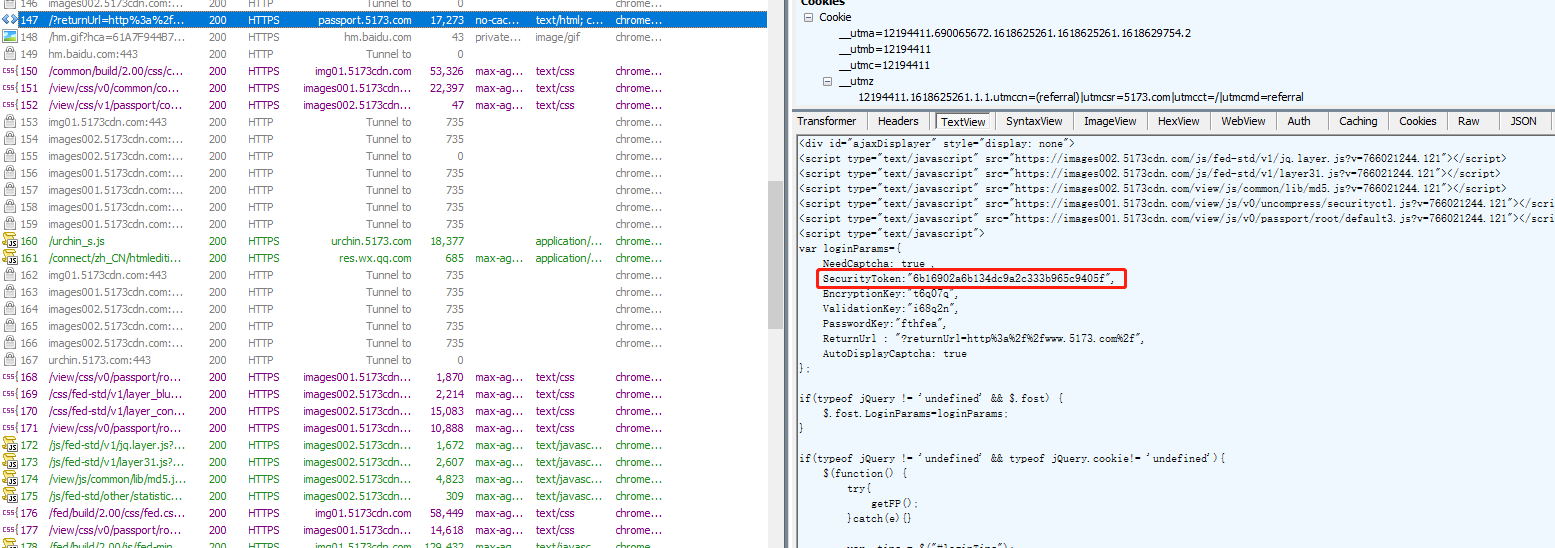 146 images002.5173cdn.com:... 200 HTTP Tunnel to 0 chrome...
147 /?returnUrl=http%3a%2f... 200 HTTPS passport.5173.com 17,273 no-cac... text/html; c... chrome...
148 /hm.gif?hca=61A7F944B7... 200 HTTPS hm.baidu.com 43 private... image/gif chrome...
149 hm.baidu.com:443 200 HTTP Tunnel to 0 chrome...
150 /common/build/2.00/css/c... 200 HTTPS img01.5173cdn.com 53,326 max-ag... text/css chrome...
151 /view/css/v0/common/co... 200 HTTPS images001.5173cdn... 22,397 max-ag... text/css chrome...
152 /view/css/v1/passport/co... 200 HTTPS images002.5173cdn... 47 max-ag... text/css chrome...
153 img01.5173cdn.com:443 200 HTTP Tunnel to 735 chrome...
154 images002.5173cdn.com:... 200 HTTP Tunnel to 735 chrome...
155 images002.5173cdn.com:... 200 HTTP Tunnel to 0 chrome...
156 images001.5173cdn.com:... 200 HTTP Tunnel to 735 chrome...
157 images001.5173cdn.com:... 200 HTTP Tunnel to 735 chrome...
158 images001.5173cdn.com:... 200 HTTP Tunnel to 735 chrome...
159 images001.5173cdn.com:... 200 HTTP Tunnel to 735 chrome...
160 /urchin_s.js 200 HTTPS urchin.5173.com 18,377 application/... chrome...
161 /connect/zh_CN/htmlediti... 200 HTTPS res.wx.qq.com 685 max-ag... application/... chrome...
162 img01.5173cdn.com:443 200 HTTP Tunnel to 735 chrome...
163 images001.5173cdn.com:... 200 HTTP Tunnel to 735 chrome...
164 images002.5173cdn.com:... 200 HTTP Tunnel to 735 chrome...
165 images002.5173cdn.com:... 200 HTTP Tunnel to 735 chrome...
166 images002.5173cdn.com:... 200 HTTP Tunnel to 735 chrome...
167 urchin.5173.com:443 200 HTTP Tunnel to 0 chrome...
168 /view/css/v0/passport/ro... 200 HTTPS images001.5173cdn... 1,870 max-ag... text/css chrome...
169 /css/fed-std/v1/layer_blu... 200 HTTPS images002.5173cdn... 2,214 max-ag... text/css chrome...
170 /css/fed-std/v1/layer_con... 200 HTTPS images002.5173cdn... 15,083 max-ag... text/css chrome...
171 /view/css/v0/passport/ro... 200 HTTPS images001.5173cdn... 10,888 max-ag... text/css chrome...
172 /js/fed-std/v1/jq.layer.js?... 200 HTTPS images002.5173cdn... 1,672 max-ag... text/javasc... chrome...
173 /js/fed-std/v1/layer31.js?... 200 HTTPS images002.5173cdn... 2,607 max-ag... text/javasc... chrome...
174 /view/js/common/lib/md5.j... 200 HTTPS images002.5173cdn... 4,823 max-ag... text/javasc... chrome...
175 /js/fed-std/other/statistic... 200 HTTPS images002.5173cdn... 309 max-ag... text/javasc... chrome...
176 /fed/build/2.00/css/fed.cs... 200 HTTPS img01.5173cdn.com 58,449 max-ag... text/css chrome...
177 /view/css/v0/passport/ro... 200 HTTPS images001.5173cdn... 14,618 max-ag... text/css chrome...
178 /fed/build/2.00/js/fed-min... 200 HTTPS img01.5173cdn.com 129,432 max-ag... text/javasc... chrome...
Cookies
Cookie
__utma=12194411.690065672.1618625261.1618625261.1618629754.2
__utmb=12194411
__utmc=12194411
__utmz
12194411.1618625261.1.1.utmccn=(referral)|utmcsr=5173.com|utmcct=/|utmcmd=referral
Transformer Headers TextView SyntaxView ImageView HexView WebView Auth Caching Cookies Raw JSON
<div id="ajaxDisplayer" style="display: none">
<script type="text/javascript" src="https://images002.5173cdn.com/js/fed-std/v1/jq.layer.js?v=766021244.121"></script>
<script type="text/javascript" src="https://images002.5173cdn.com/js/fed-std/v1/layer31.js?v=766021244.121"></script>
<script type="text/javascript" src="https://images002.5173cdn.com/view/js/common/lib/md5.js?v=766021244.121"></script>
<script type="text/javascript" src="https://images001.5173cdn.com/view/js/v0/uncompress/securityctl.js?v=766021244.121"></scri
<script type="text/javascript" src="https://images001.5173cdn.com/view/js/v0/passport/root/default3.js?v=766021244.121"></scri
<script type="text/javascript">
var loginParams={
NeedCaptcha: true ,
SecurityToken:"6b16902a6b134dc9a2c333b965c9405f",
EncryptionKey:"t6q07q",
ValidationKey:"i68q2n",
PasswordKey:"fthfea",
ReturnUrl : "?returnUrl=http%3a%2f%2fwww.5173.com%2f",
AutoDisplayCaptcha: true
};
if(typeof jQuery != 'undefined' && $.fost) {
$.fost.LoginParams=loginParams;
}
if(typeof jQuery != 'undefined' && typeof jQuery.cookie!= 'undefined'){
$(function() {
try{
getFP();
}catch(e){}
var tips = $("#loginTips");